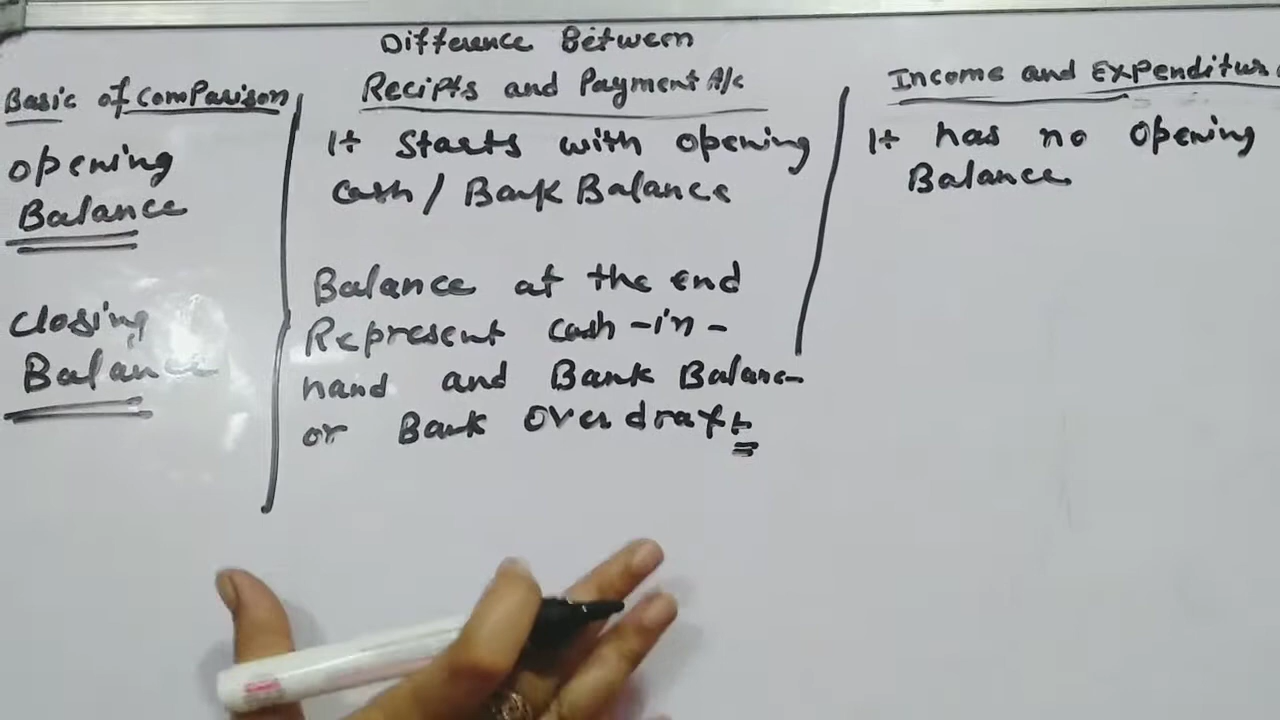 Difference Between
Basic of comparison
Recipts and Payment A/c
Income and Expenditur
opening
Balance
It starts with opening
cash / Bank Balance
It has no opening
Balance
closing
Balance
Balance at the end
Represent cash-in-
hand and Bank Balanc
or Bank Overdraft